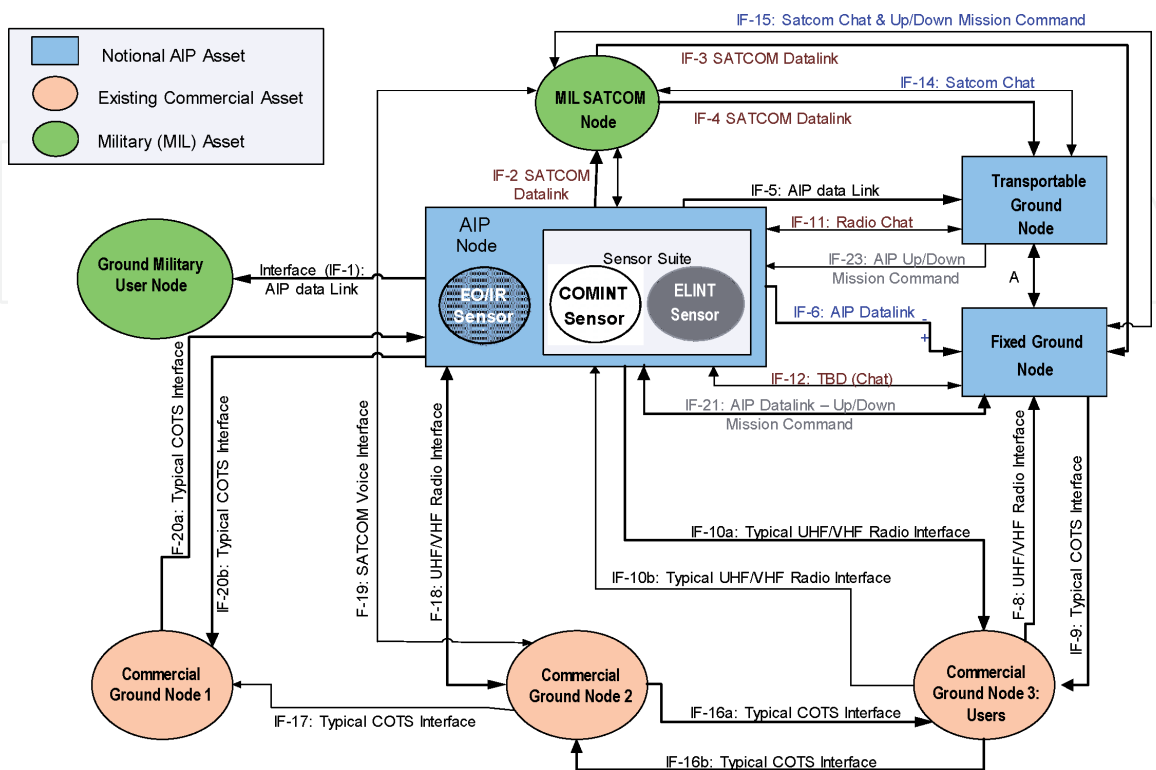 IF-15: Satcom Chat & Up/Down Mission Command
Notional AIP Asset
Existing Commercial Asset
Military (MIL) Asset
IF-3 SATCOM Datalink
MIL SATCOM
Node
IF-14: Satcom Chat
IF-4 SATCOM Datalink
IF-2 SATCOM
Datalink
IF-5: AIP data Link
Transportable
Ground
Node
AIP
Node
IF-11: Radio Chat
Sensor Suite
IF-23: AIP Up/Down
Mission Command
Ground Military
User Node
Interface (IF-1):
AIP data Link
EO/IR
Sensor
COMINT
Sensor
ELINT
Sensor
A
IF-6: AIP Datalink -
+
Fixed Ground
Node
IF-12: TBD (Chat)
IF-21: AIP Datalink – Up/Down
Mission Command
F-20a: Typical COTS Interface
IF-20b: Typical COTS Interface
F-19: SATCOM Voice Interface
F-18: UHF/VHF Radio Interface
F-8: UHF/VHF Radio Interface
IF-9: Typical COTS Interface
IF-10a: Typical UHF/VHF Radio Interface
IF-10b: Typical UHF/VHF Radio Interface
Commercial
Ground Node 1
Commercial
Ground Node 2
Commercial
Ground Node 3:
Users
IF-17: Typical COTS Interface
IF-16a: Typical COTS Interface
IF-16b: Typical COTS Interface